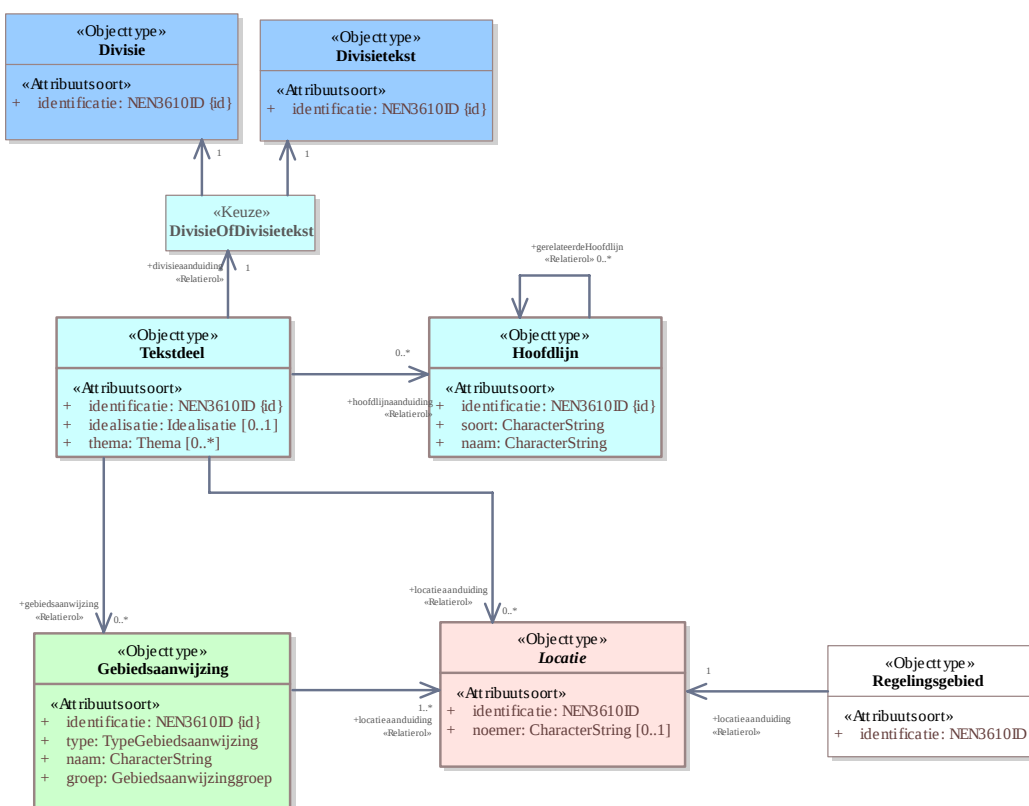 «Objecttype»
Divisie
«Attribuutsoort»
+ identificatie: NEN3610ID {id}
«Objecttype»
Divisietekst
«Attribuutsoort»
+ identificatie: NEN3610ID {id}
1
1
«Keuze»
DivisieOfDivisietekst
+divisieaanduiding
«Relatierol»
1
+gerelateerdeHoofdlijn
«Relatierol» 0..*
«Objecttype»
Tekstdeel
«Attribuutsoort»
+ identificatie: NEN3610ID {id}
+ idealisatie: Idealisatie [0..1]
+ thema: Thema [0..*]
0..*
+hoofdlijnaanduiding
«Relatierol»
«Objecttype»
Hoofdlijn
«Attribuutsoort»
+ identificatie: NEN3610ID {id}
+ soort: CharacterString
+ naam: CharacterString
+gebiedsaanwijzing
«Relatierol»
0..*
+locatieaanduiding
«Relatierol»
0..*
«Objecttype»
Gebiedsaanwijzing
«Attribuutsoort»
+ identificatie: NEN3610ID {id}
+ type: TypeGebiedsaanwijzing
+ naam: CharacterString
+ groep: Gebiedsaanwijzinggroep
1..*
+locatieaanduiding
«Relatierol»
«Objecttype»
Locatie
«Attribuutsoort»
+ identificatie: NEN3610ID
+ noemer: CharacterString [0..1]
1
+locatieaanduiding
«Relatierol»
«Objecttype»
Regelingsgebied
«Attribuutsoort»
+ identificatie: NEN3610ID